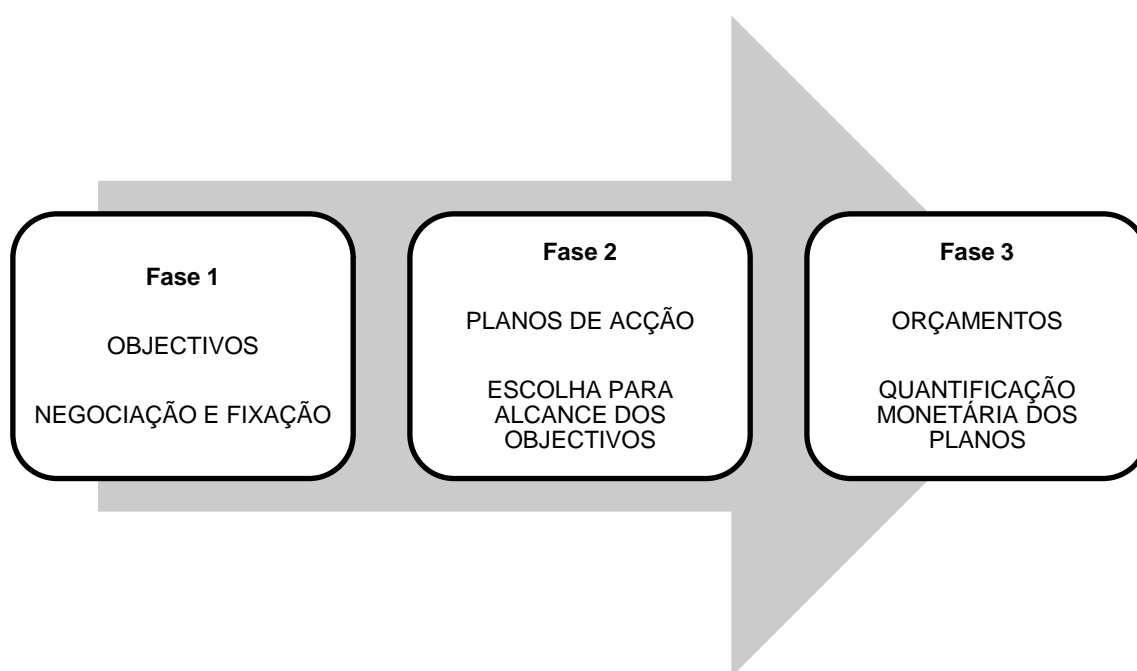 Fase 1
OBJECTIVOS
NEGOCIAÇÃO E FIXAÇÃO
Fase 2
PLANOS DE ACÇÃO
ESCOLHA PARA
ALCANCE DOS
OBJECTIVOS
Fase 3
ORÇAMENTOS
QUANTIFICAÇÃO
MONETÁRIA DOS
PLANOS